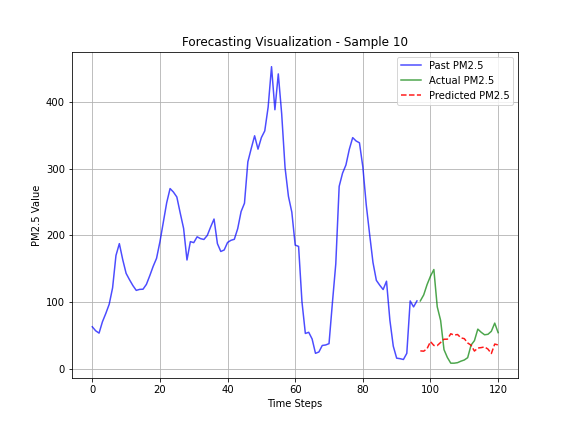 Forecasting Visualization - Sample 10
Past PM2.5
Actual PM2.5
Predicted PM2.5
PM2.5 Value
400
300
200
100
0
0 20 40 60 80 100 120
Time Steps